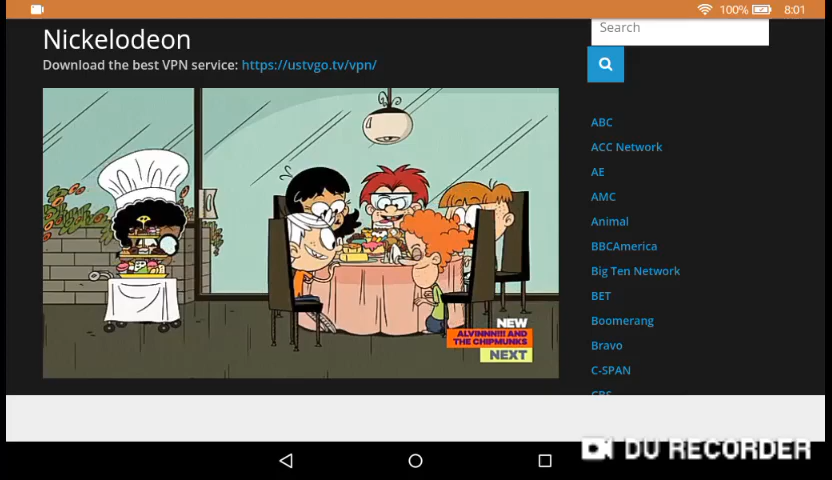 100% 8:01
Nickelodeon
Search
Download the best VPN service: https://ustvgo.tv/vpn/
ABC
ACC Network
AE
AMC
Animal
BBCAmerica
Big Ten Network
BET
Boomerang
Bravo
C-SPAN
CBS
NEW
ALVINNN!!! AND
THE CHIPMUNKS
NEXT
DU RECORDER